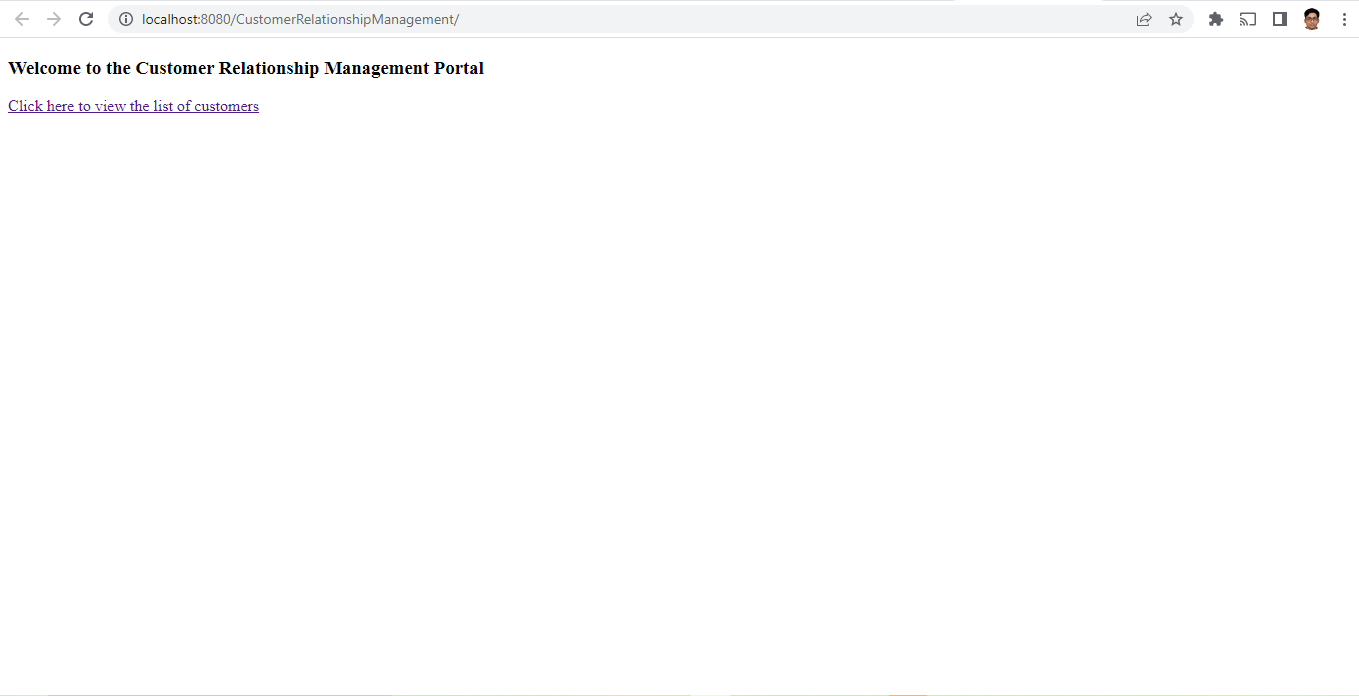 localhost:8080/CustomerRelationshipManagement/
Welcome to the Customer Relationship Management Portal
Click here to view the list of customers